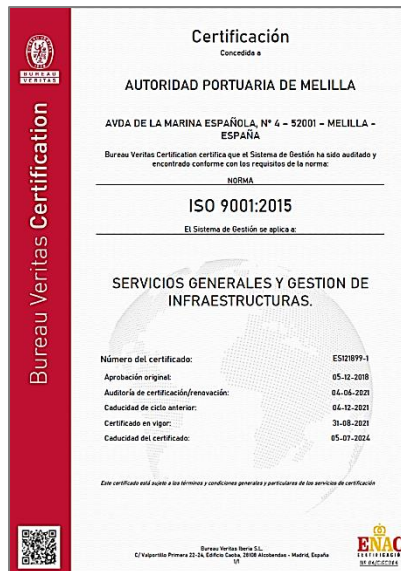 Certificación
Concedida a
AUTORIDAD PORTUARIA DE MELILLA
AVDA DE LA MARINA ESPAÑOLA, Nº 4 – 52001 – MELILLA -
ESPAÑA
Bureau Veritas Certification certifica que el Sistema de Gestión ha sido auditado y
encontrado conforme con los requisitos de la norma:
NORMA
ISO 9001:2015
El Sistema de Gestión se aplica a:
SERVICIOS GENERALES Y GESTION DE
INFRAESTRUCTURAS.
Número del certificado: ES121899-1
Aprobación original: 05-12-2018
Auditoría de certificación/renovación: 04-06-2021
Caducidad de ciclo anterior: 04-12-2021
Certificado en vigor: 31-08-2021
Caducidad del certificado: 05-07-2024
Este certificado está sujeto a los términos y condiciones generales y particulares de los servicios de certificación
Bureau Veritas Iberia S.L.
C/ Valportillo Primera 22-24, Edificio Caoba, 28108 Alcobendas - Madrid, España
1/1
BUREAU
VERITAS
Bureau Veritas Certification
ENAC
CERTIFICACIÓN